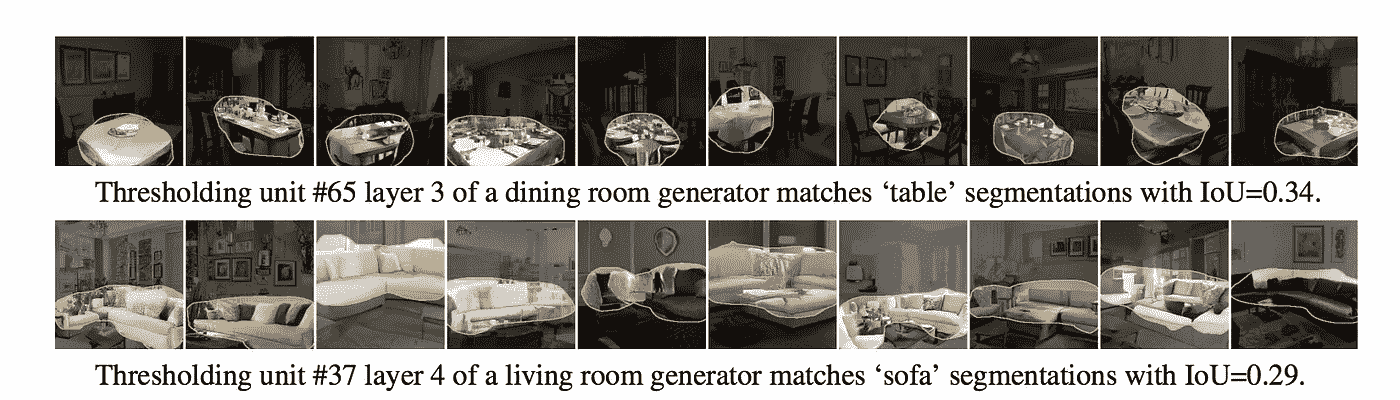 Thresholding unit #65 layer 3 of a dining room generator matches ‘table’ segmentations with IoU=0.34.
Thresholding unit #37 layer 4 of a living room generator matches ‘sofa’ segmentations with IoU=0.29.